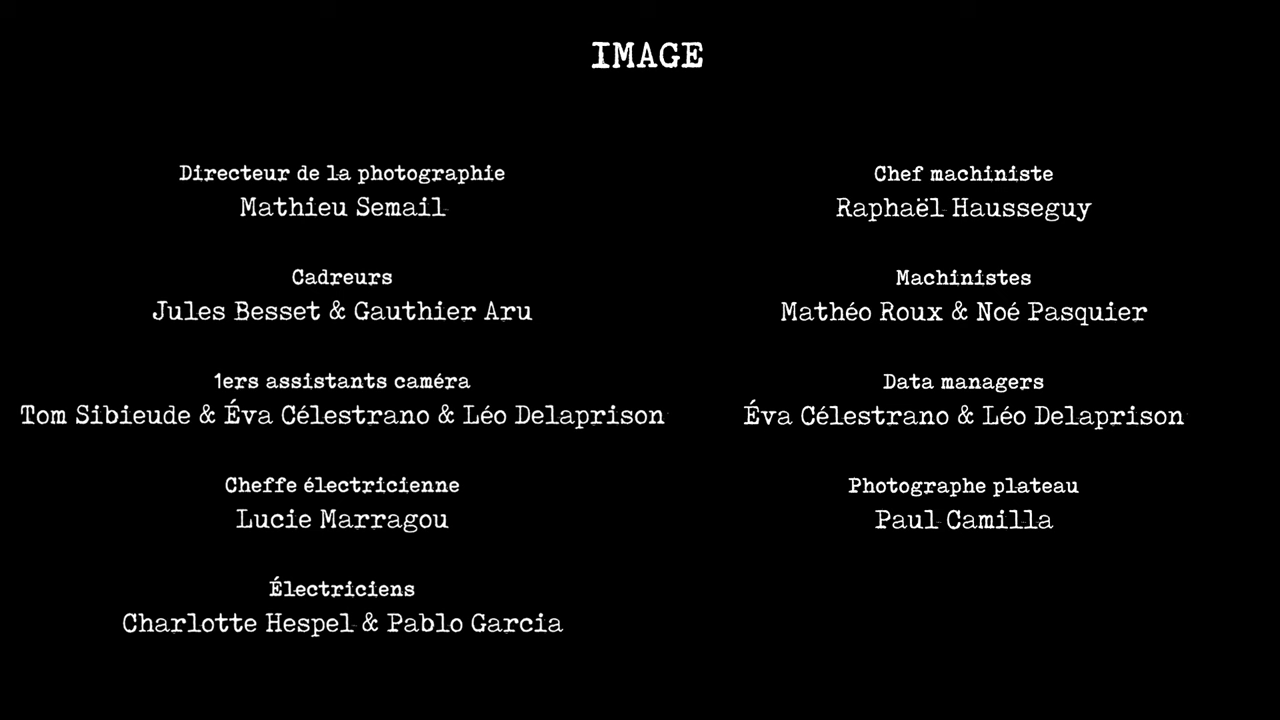 IMAGE
Directeur de la photographie
Mathieu Semail
Cadreurs
Jules Besset & Gauthier Aru
1ers assistants caméra
Tom Sibieude & Éva Célestrano & Léo Delaprison
Cheffe électricienne
Lucie Marragou
Électriciens
Charlotte Hespel & Pablo Garcia
Chef machiniste
Raphaël Hausseguy
Machinistes
Mathéo Roux & Noé Pasquier
Data managers
Éva Célestrano & Léo Delaprison
Photographe plateau
Paul Camilla